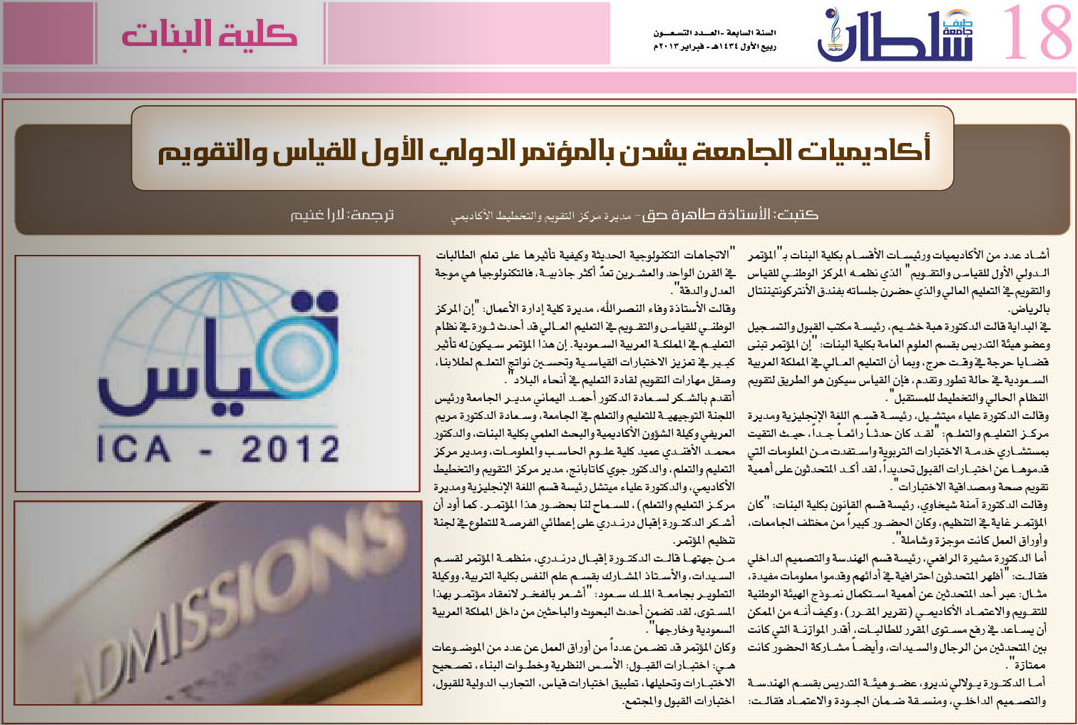 18
طيف
جامعة
سلطان
السنة السابعة - العدد التسعـــون
ربيع الأول ١٤٣٤هـ - فبراير ٢٠١٣م
كلية البنات
أكاديميات الجامعة يشدن بالمؤتمر الدولي الأول للقياس والتقويم
كتبت: الأستاذة طاهرة حق - مديرة مركز التقويم والتخطيط الأكاديمي
ترجمة: لارا غنيم
أشاد عدد من الأكاديميات ورئيسات الأقسام بكلية البنات بـ"المؤتمر
الدولي الأول للقياس والتقويم" الذي نظمه المركز الوطني للقياس
والتقويم في التعليم العالي والذي حضرن جلساته بفندق الأنتركونتيننتال
بالرياض.
في البداية قالت الدكتورة هبة خشيم، رئيسة مكتب القبول والتسجيل
وعضو هيئة التدريس بقسم العلوم العامة بكلية البنات: "إن المؤتمر تبنى
قضايا حرجة في وقت حرج، وبما أن التعليم العالي في المملكة العربية
السعودية في حالة تطور وتقدم، فإن القياس سيكون هو الطريق لتقويم
النظام الحالي والتخطيط للمستقبل".
وقالت الدكتورة علياء ميتشيل، رئيسة قسم اللغة الإنجليزية ومديرة
مركز التعليم والتعلم: "لقد كان حدثاً رائعاً جداً، حيث التقيت
بمستشاري خدمة الاختبارات التربوية واستفدت من المعلومات التي
قدموها عن اختبارات القبول تحديداً، لقد أكد المتحدثون على أهمية
تقويم صحة ومصداقية الاختبارات".
وقالت الدكتورة آمنة شيخاوي، رئيسة قسم القانون بكلية البنات: "كان
المؤتمر غاية في التنظيم، وكان الحضور كبيراً من مختلف الجامعات،
وأوراق العمل كانت موجزة وشاملة".
أما الدكتورة مشيرة الرافعي، رئيسة قسم الهندسة والتصميم الداخلي
فقالت: "أظهر المتحدثون احترافية في أدائهم وقدموا معلومات مفيدة،
مثال: عبر أحد المتحدثين عن أهمية استكمال نموذج الهيئة الوطنية
للتقويم والاعتماد الأكاديمي (تقرير المقرر)، وكيف أنه من الممكن
أن يساعد في رفع مستوى المقرر للطالبات. أقدر الموازنة التي كانت
بين المتحدثين من الرجال والسيدات، وأيضاً مشاركة الحضور كانت
ممتازة".
أما الدكتورة يولالي نديرو، عضو هيئة التدريس بقسم الهندسة
والتصميم الداخلي، ومنسقة ضمان الجودة والاعتماد فقالت:
"الاتجاهات التكنولوجية الحديثة وكيفية تأثيرها على تعلم الطالبات
في القرن الواحد والعشرين تعدّ أكثر جاذبية، فالتكنولوجيا هي موجة
العدل والدقة".
وقالت الأستاذة وفاء النصرالله، مديرة كلية إدارة الأعمال: "إن المركز
الوطني للقياس والتقويم في التعليم العالي قد أحدث ثورة في نظام
التعليم في المملكة العربية السعودية. إن هذا المؤتمر سيكون له تأثير
كبير في تعزيز الاختبارات القياسية وتحسين نواتج التعلم لطلابنا،
وصقل مهارات التقويم لقادة التعليم في أنحاء البلاد".
أتقدم بالشكر لسعادة الدكتور أحمد اليماني مدير الجامعة ورئيس
اللجنة التوجيهية للتعليم والتعلم في الجامعة، وسعادة الدكتورة مريم
العريفي وكيلة الشؤون الأكاديمية والبحث العلمي بكلية البنات، والدكتور
محمد الأفندي عميد كلية علوم الحاسب والمعلومات، ومدير مركز
التعليم والتعلم، والدكتور جوي كاتابانج، مدير مركز التقويم والتخطيط
الأكاديمي، والدكتورة علياء ميتشل رئيسة قسم اللغة الإنجليزية ومديرة
مركز (التعليم والتعلم)، للسماح لنا بحضور هذا المؤتمر. كما أود أن
أشكر الدكتورة إقبال درندري على إعطائي الفرصة للتطوع في لجنة
تنظيم المؤتمر.
من جهتها قالت الدكتورة إقبال درندري، منظمة المؤتمر لقسم
السيدات، والأستاذ المشارك بقسم علم النفس بكلية التربية، ووكيلة
التطوير بجامعة الملك سعود: "أشعر بالفخر لانعقاد مؤتمر بهذا
المستوى، لقد تضمن أحدث البحوث والباحثين من داخل المملكة العربية
السعودية وخارجها".
وكان المؤتمر قد تضمن عدداً من أوراق العمل عن عدد من الموضوعات
هي: اختبارات القبول: الأسس النظرية وخطوات البناء، تصحيح
الاختبارات وتحليلها، تطبيق اختبارات قياس، التجارب الدولية للقبول،
اختبارات القبول والمجتمع.
قياس
ICA - 2012
ADMISSIONS